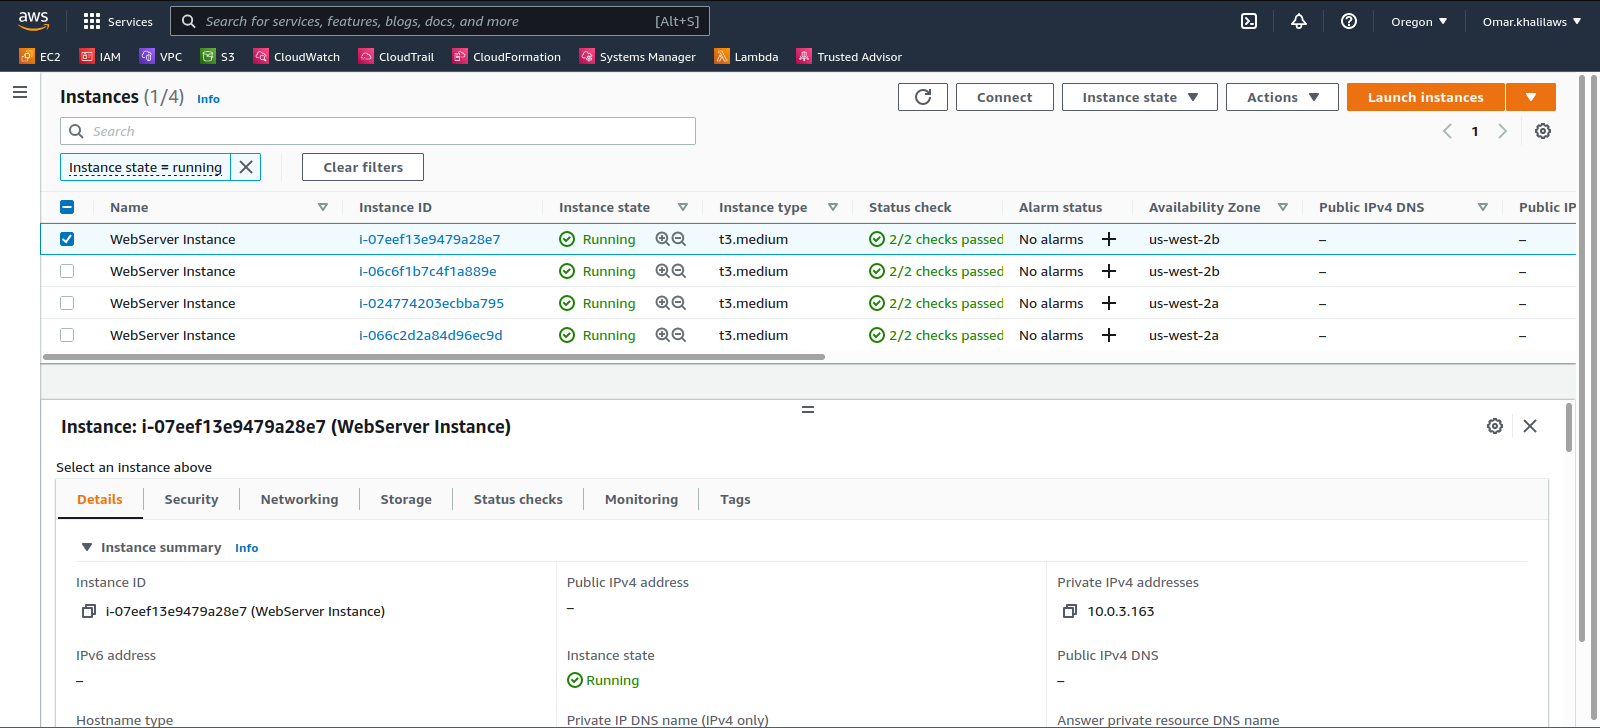 aws Services Search for services, features, blogs, docs, and more [Alt+S] Oregon Omar.khalilaws
EC2 IAM VPC S3 CloudWatch CloudTrail CloudFormation Systems Manager Lambda Trusted Advisor
Instances (1/4) Info Connect Instance state Actions Launch instances
Search 1
Instance state = running Clear filters
Name Instance ID Instance state Instance type Status check Alarm status Availability Zone Public IPv4 DNS Public IP
WebServer Instance i-07eef13e9479a28e7 Running t3.medium 2/2 checks passed No alarms + us-west-2b – –
WebServer Instance i-06c6f1b7c4f1a889e Running t3.medium 2/2 checks passed No alarms + us-west-2b – –
WebServer Instance i-024774203ecbba795 Running t3.medium 2/2 checks passed No alarms + us-west-2a – –
WebServer Instance i-066c2d2a84d96ec9d Running t3.medium 2/2 checks passed No alarms + us-west-2a – –
Instance: i-07eef13e9479a28e7 (WebServer Instance)
Select an instance above
Details Security Networking Storage Status checks Monitoring Tags
Instance summary Info
Instance ID Public IPv4 address Private IPv4 addresses
i-07eef13e9479a28e7 (WebServer Instance) – 10.0.3.163
IPv6 address Instance state Public IPv4 DNS
– Running –
Hostname type Private IP DNS name (IPv4 only) Answer private resource DNS name